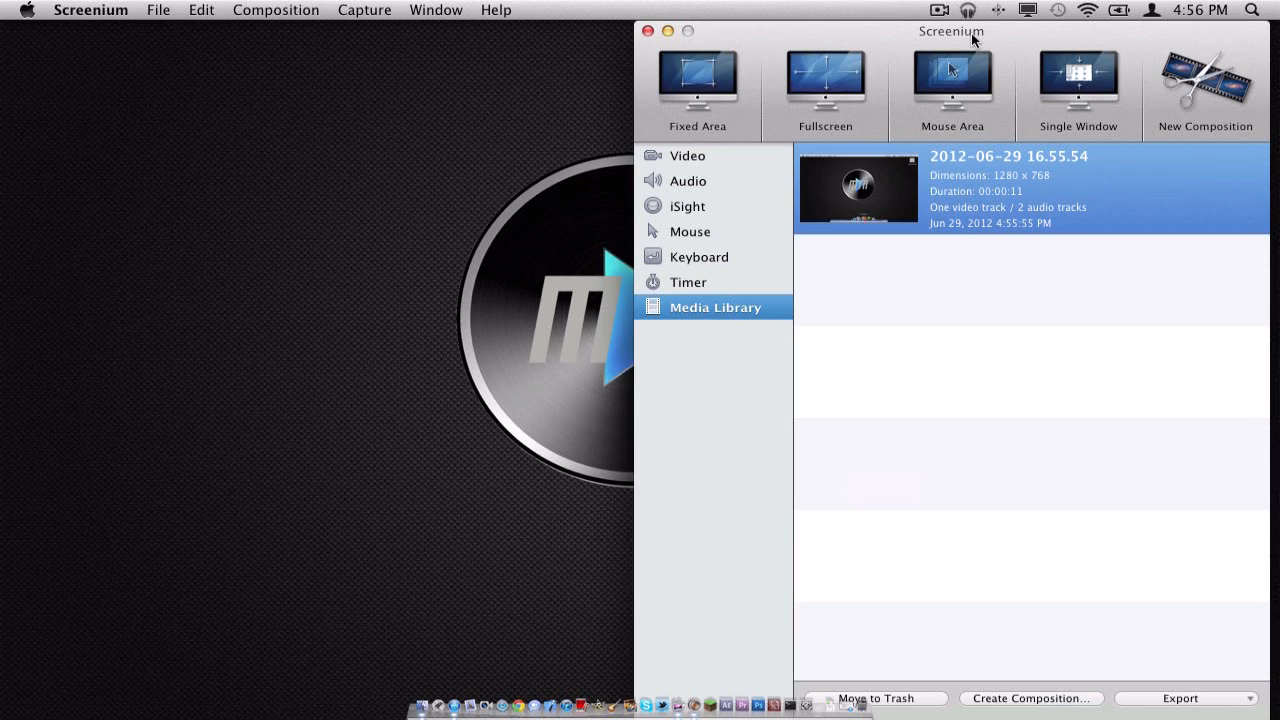 Screenium File Edit Composition Capture Window Help 4:56 PM
Screenium
Fixed Area Fullscreen Mouse Area Single Window New Composition
Video
Audio
iSight
Mouse
Keyboard
Timer
Media Library
2012-06-29 16.55.54
Dimensions: 1280 x 768
Duration: 00:00:11
One video track / 2 audio tracks
Jun 29, 2012 4:55:55 PM
Move to Trash Create Composition... Export